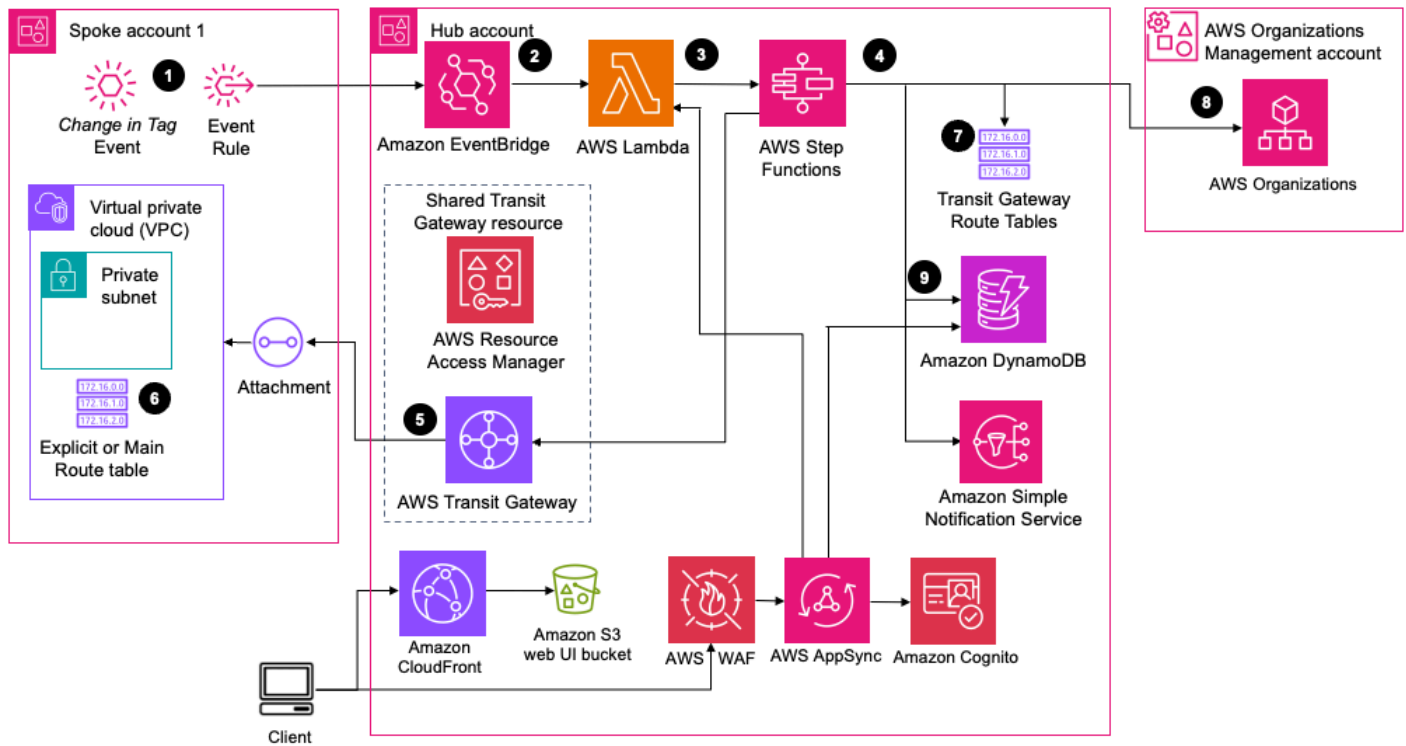 Spoke account 1
Hub account
AWS Organizations
Management account
1
2
3
4
8
Change in Tag
Event
Event
Rule
Amazon EventBridge
AWS Lambda
AWS Step
Functions
7
172.16.0.0
172.16.1.0
172.16.2.0
Transit Gateway
Route Tables
AWS Organizations
Virtual private
cloud (VPC)
Private
subnet
Shared Transit
Gateway resource
AWS Resource
Access Manager
9
Amazon DynamoDB
Attachment
172.16.0.0
172.16.1.0
172.16.2.0
6
Explicit or Main
Route table
5
AWS Transit Gateway
Amazon Simple
Notification Service
Amazon
CloudFront
Amazon S3
web UI bucket
AWS WAF
AWS AppSync
Amazon Cognito
Client